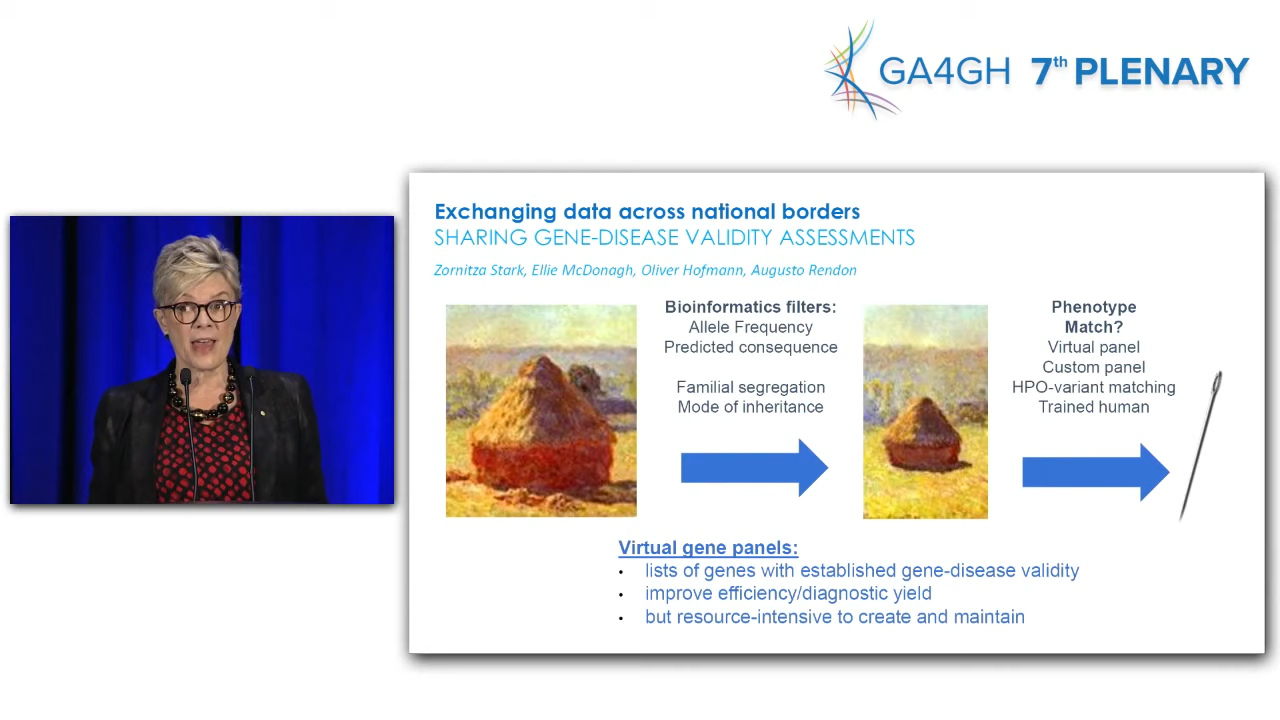 GA4GH 7th PLENARY
Exchanging data across national borders
SHARING GENE-DISEASE VALIDITY ASSESSMENTS
Zornitza Stark, Ellie McDonagh, Oliver Hofmann, Augusto Rendon
Bioinformatics filters:
Allele Frequency
Predicted consequence
Familial segregation
Mode of inheritance
Phenotype
Match?
Virtual panel
Custom panel
HPO-variant matching
Trained human
Virtual gene panels:
• lists of genes with established gene-disease validity
• improve efficiency/diagnostic yield
• but resource-intensive to create and maintain